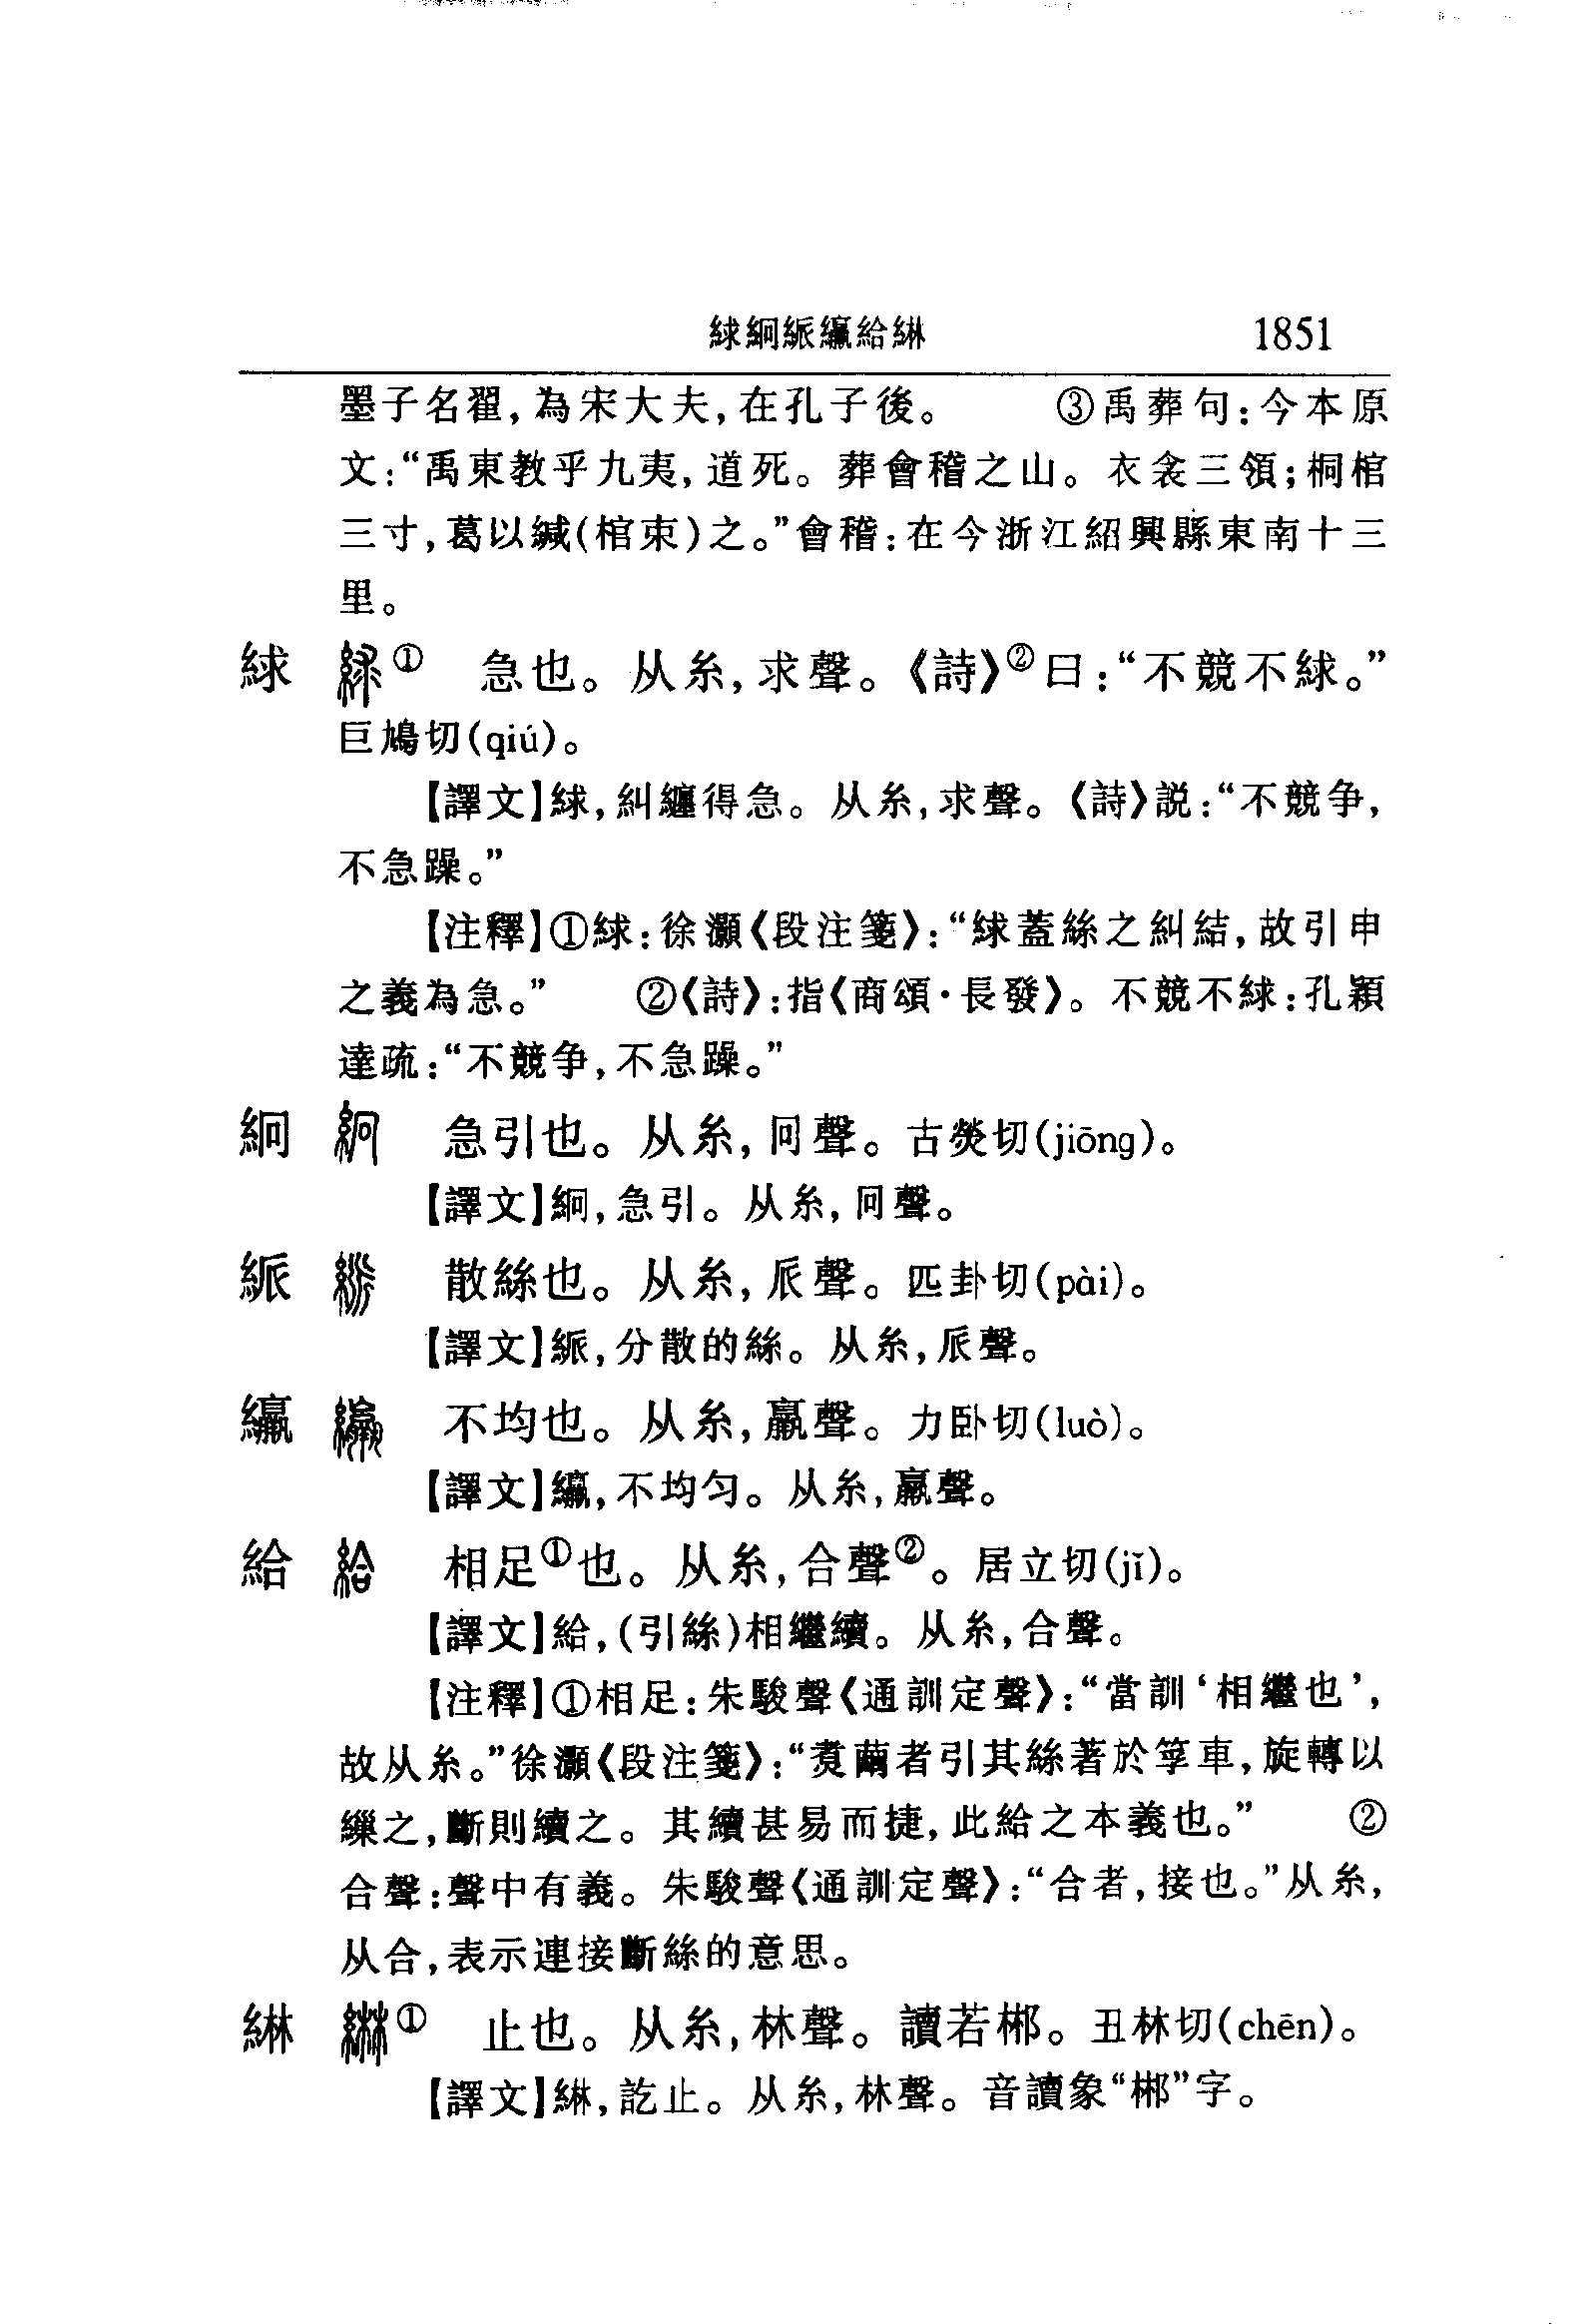 絿絅𥿯纙給綝 1851
墨子名翟,為宋大夫,在孔子後。 ③禹葬句:今本原
文:“禹東教乎九夷,道死。葬會稽之山。衣衾三領;桐棺
三寸,葛以緘(棺束)之。”會稽:在今浙江紹興縣東南十三
里。
絿 ① 急也。从糸,求聲。《詩》②曰:“不競不絿。”
巨鳩切(qiú)。
【譯文】絿,糾纏得急。从糸,求聲。《詩》説:“不競争,
不急躁。”
【注釋】①絿:徐灝《段注箋》:“絿蓋絲之糾結,故引申
之義為急。” ②《詩》:指《商頌·長發》。不競不絿:孔穎
達疏:“不競争,不急躁。”
絅 急引也。从糸,冋聲。古熒切(jiōng)。
【譯文】絅,急引。从糸,冋聲。
𥿯 散絲也。从糸,𠂢聲。匹卦切(pài)。
【譯文】𥿯,分散的絲。从糸,𠂢聲。
不均也。从糸,羸聲。力卧切(luò)。
【譯文】不均匀。从糸,羸聲。
給 相足①也。从糸,合聲②。居立切(jǐ)。
【譯文】給,(引絲)相繼續。从糸,合聲。
【注釋】①相足:朱駿聲《通訓定聲》:“當訓‘相繼也’,
故从糸。”徐灝《段注箋》:“煑繭者引其絲著於筟車,旋轉以
繅之,斷則續之。其續甚易而捷,此給之本義也。” ②
合聲:聲中有義。朱駿聲《通訓定聲》:“合者,接也。”从糸,
从合,表示連接斷絲的意思。
綝 ① 止也。从糸,林聲。讀若郴。丑林切(chēn)。
【譯文】綝,訖止。从糸,林聲。音讀象“郴”字。